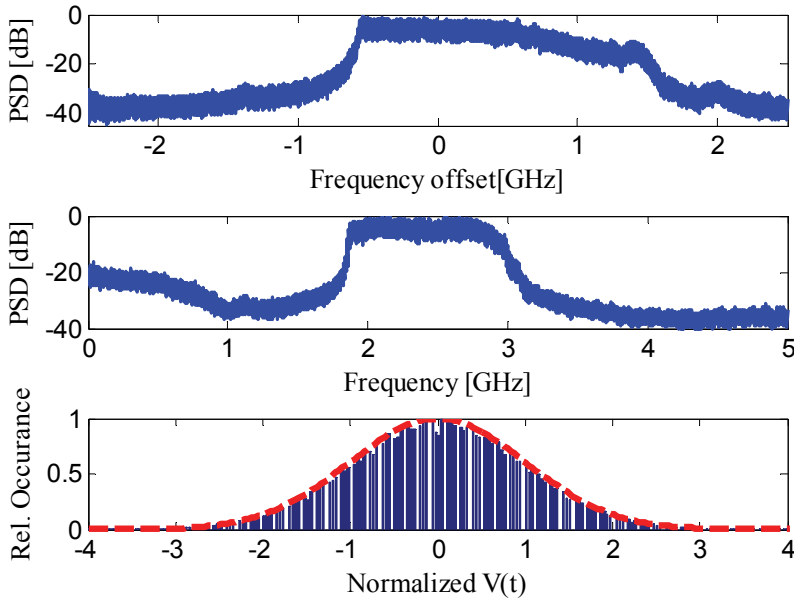 PSD [dB]
0
-20
-40
-2 -1 0 1 2
Frequency offset[GHz]
PSD [dB]
0
-20
-40
0 1 2 3 4 5
Frequency [GHz]
Rel. Occurance
1
0.5
0
-4 -3 -2 -1 0 1 2 3 4
Normalized V(t)